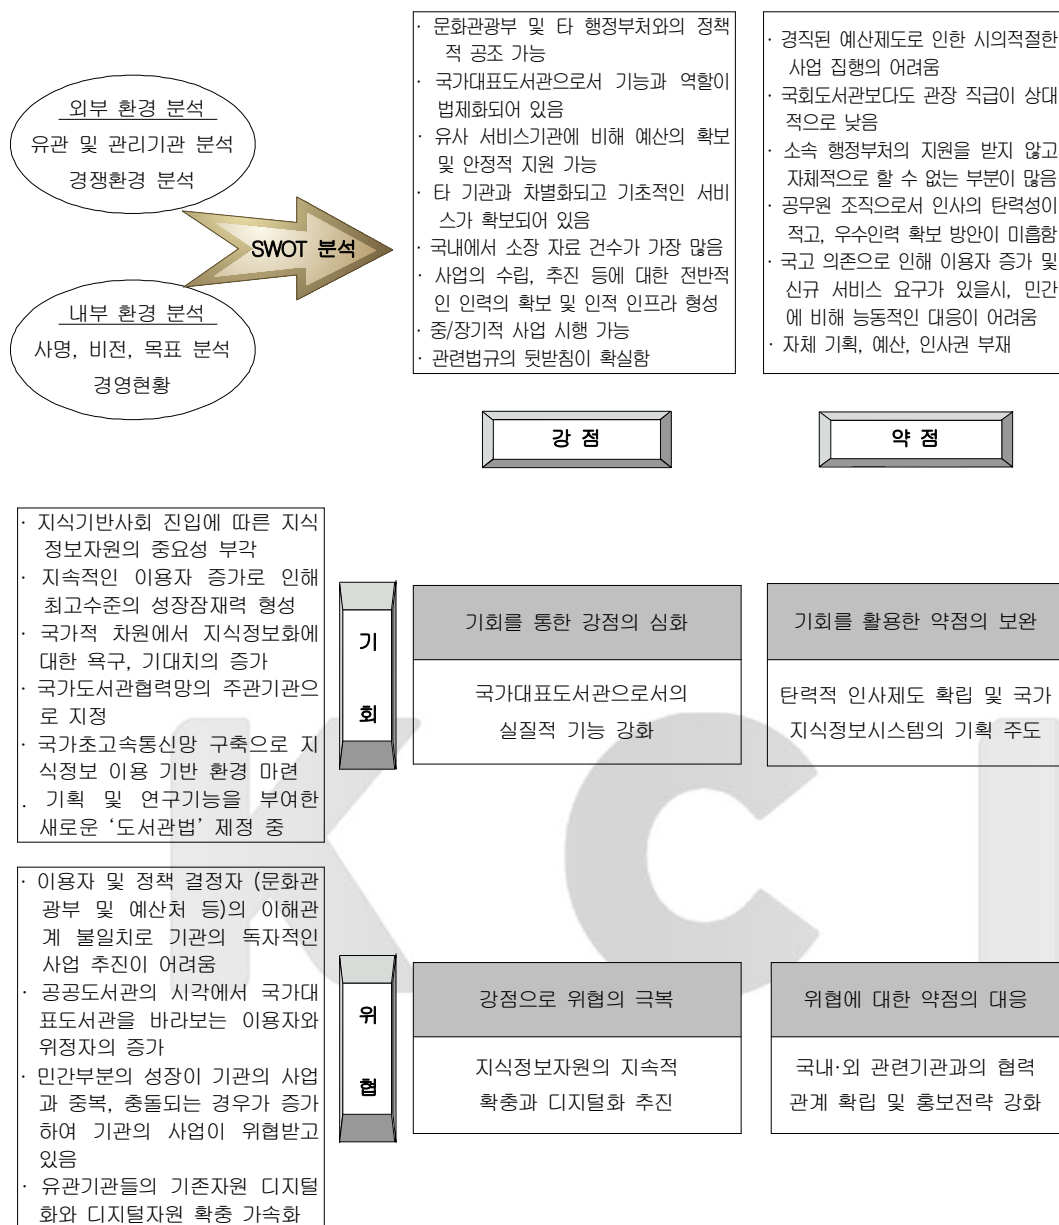 외부 환경 분석
유관 및 관리기관 분석
경쟁환경 분석
SWOT 분석
내부 환경 분석
사명, 비전, 목표 분석
경영현황
· 문화관광부 및 타 행정부처와의 정책
적 공조 가능
· 국가대표도서관으로서 기능과 역할이
법제화되어 있음
· 유사 서비스기관에 비해 예산의 확보
및 안정적 지원 가능
· 타 기관과 차별화되고 기초적인 서비
스가 확보되어 있음
· 국내에서 소장 자료 건수가 가장 많음
· 사업의 수립, 추진 등에 대한 전반적
인 인력의 확보 및 인적 인프라 형성
· 중/장기적 사업 시행 가능
· 관련법규의 뒷받침이 확실함
· 경직된 예산제도로 인한 시의적절한
사업 집행의 어려움
· 국회도서관보다도 관장 직급이 상대
적으로 낮음
· 소속 행정부처의 지원을 받지 않고
자체적으로 할 수 없는 부분이 많음
· 공무원 조직으로서 인사의 탄력성이
적고, 우수인력 확보 방안이 미흡함
· 국고 의존으로 인해 이용자 증가 및
신규 서비스 요구가 있을시, 민간
에 비해 능동적인 대응이 어려움
· 자체 기획, 예산, 인사권 부재
강 점
약 점
· 지식기반사회 진입에 따른 지식
정보자원의 중요성 부각
· 지속적인 이용자 증가로 인해
최고수준의 성장잠재력 형성
· 국가적 차원에서 지식정보화에
대한 욕구, 기대치의 증가
· 국가도서관협력망의 주관기관으
로 지정
· 국가초고속통신망 구축으로 지
식정보 이용 기반 환경 마련
. 기획 및 연구기능을 부여한
새로운 ‘도서관법’ 제정 중
기
회
기회를 통한 강점의 심화
국가대표도서관으로서의
실질적 기능 강화
기회를 활용한 약점의 보완
탄력적 인사제도 확립 및 국가
지식정보시스템의 기획 주도
· 이용자 및 정책 결정자 (문화관
광부 및 예산처 등)의 이해관
계 불일치로 기관의 독자적인
사업 추진이 어려움
· 공공도서관의 시각에서 국가대
표도서관을 바라보는 이용자와
위정자의 증가
· 민간부분의 성장이 기관의 사업
과 중복, 충돌되는 경우가 증가
하여 기관의 사업이 위협받고
있음
· 유관기관들의 기존자원 디지털
화와 디지털자원 확충 가속화
위
협
강점으로 위협의 극복
지식정보자원의 지속적
확충과 디지털화 추진
위협에 대한 약점의 대응
국내·외 관련기관과의 협력
관계 확립 및 홍보전략 강화
KCI